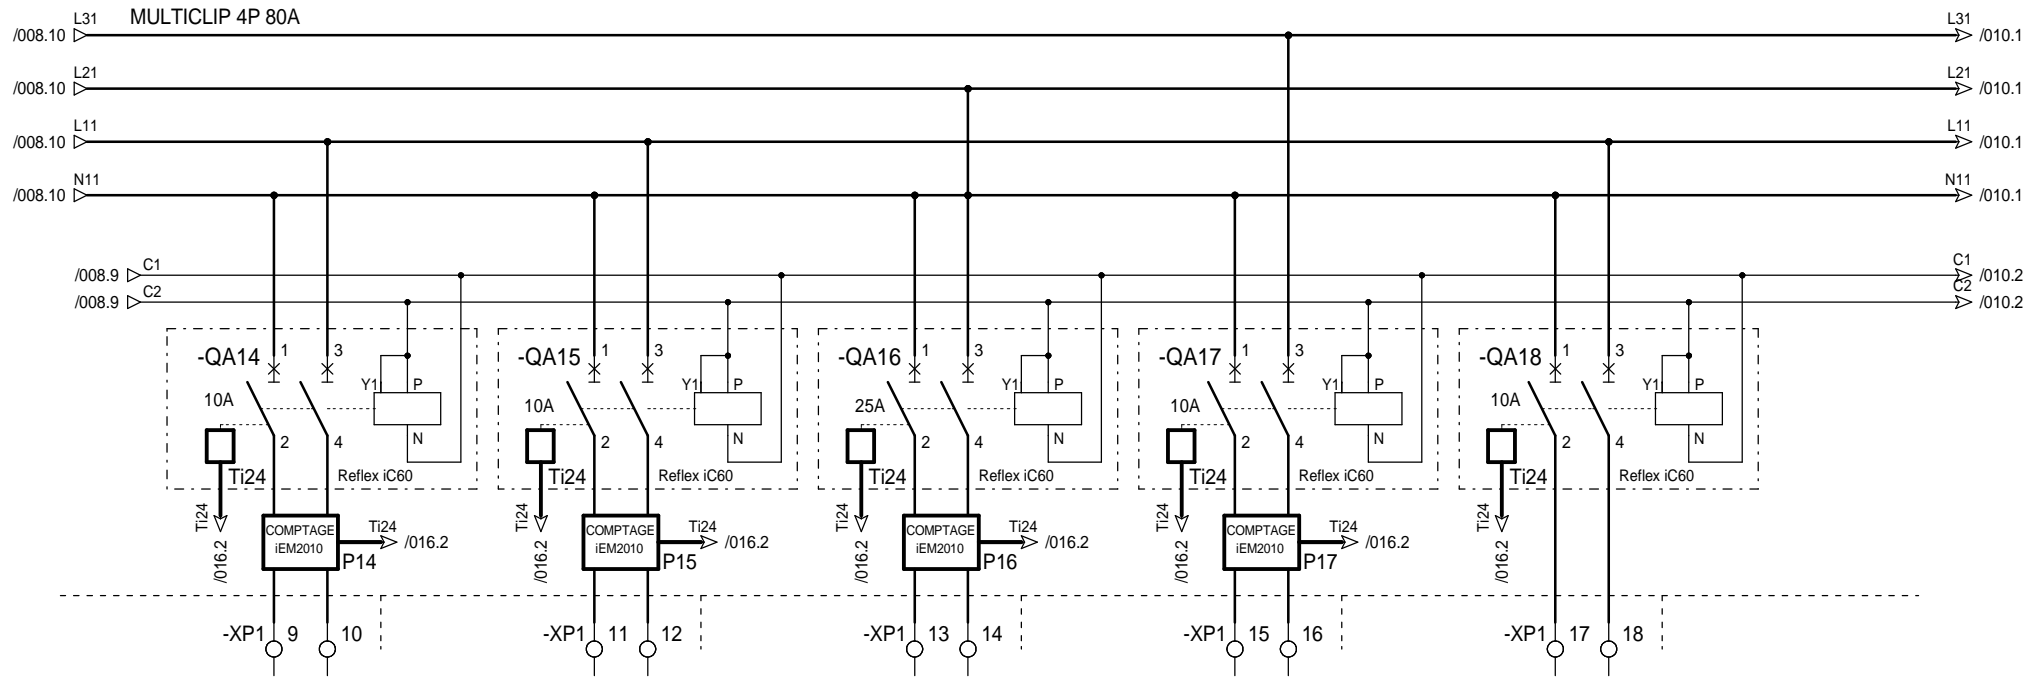 MULTICLIP 4P 80A
L31 L31
/008.10 /010.1
L21 L21
/008.10 /010.1
L11 L11
/008.10 /010.1
N11 N11
/008.10 /010.1
C1 C1
/008.9 /010.2
C2 C2
/008.9 /010.2
-QA14 1 3 -QA15 1 3 -QA16 1 3 -QA17 1 3 -QA18 1 3
Y1 P Y1 P Y1 P Y1 P Y1 P
10A 10A 25A 10A 10A
2 4 N 2 4 N 2 4 N 2 4 N 2 4 N
Ti24 Reflex iC60 Ti24 Reflex iC60 Ti24 Reflex iC60 Ti24 Reflex iC60 Ti24 Reflex iC60
Ti24 Ti24 Ti24 Ti24 Ti24
/016.2 /016.2 /016.2 /016.2 /016.2
COMPTAGE Ti24 COMPTAGE Ti24 COMPTAGE Ti24 COMPTAGE Ti24
iEM2010 /016.2 iEM2010 /016.2 iEM2010 /016.2 iEM2010 /016.2
P14 P15 P16 P17
-XP1 9 10 -XP1 11 12 -XP1 13 14 -XP1 15 16 -XP1 17 18